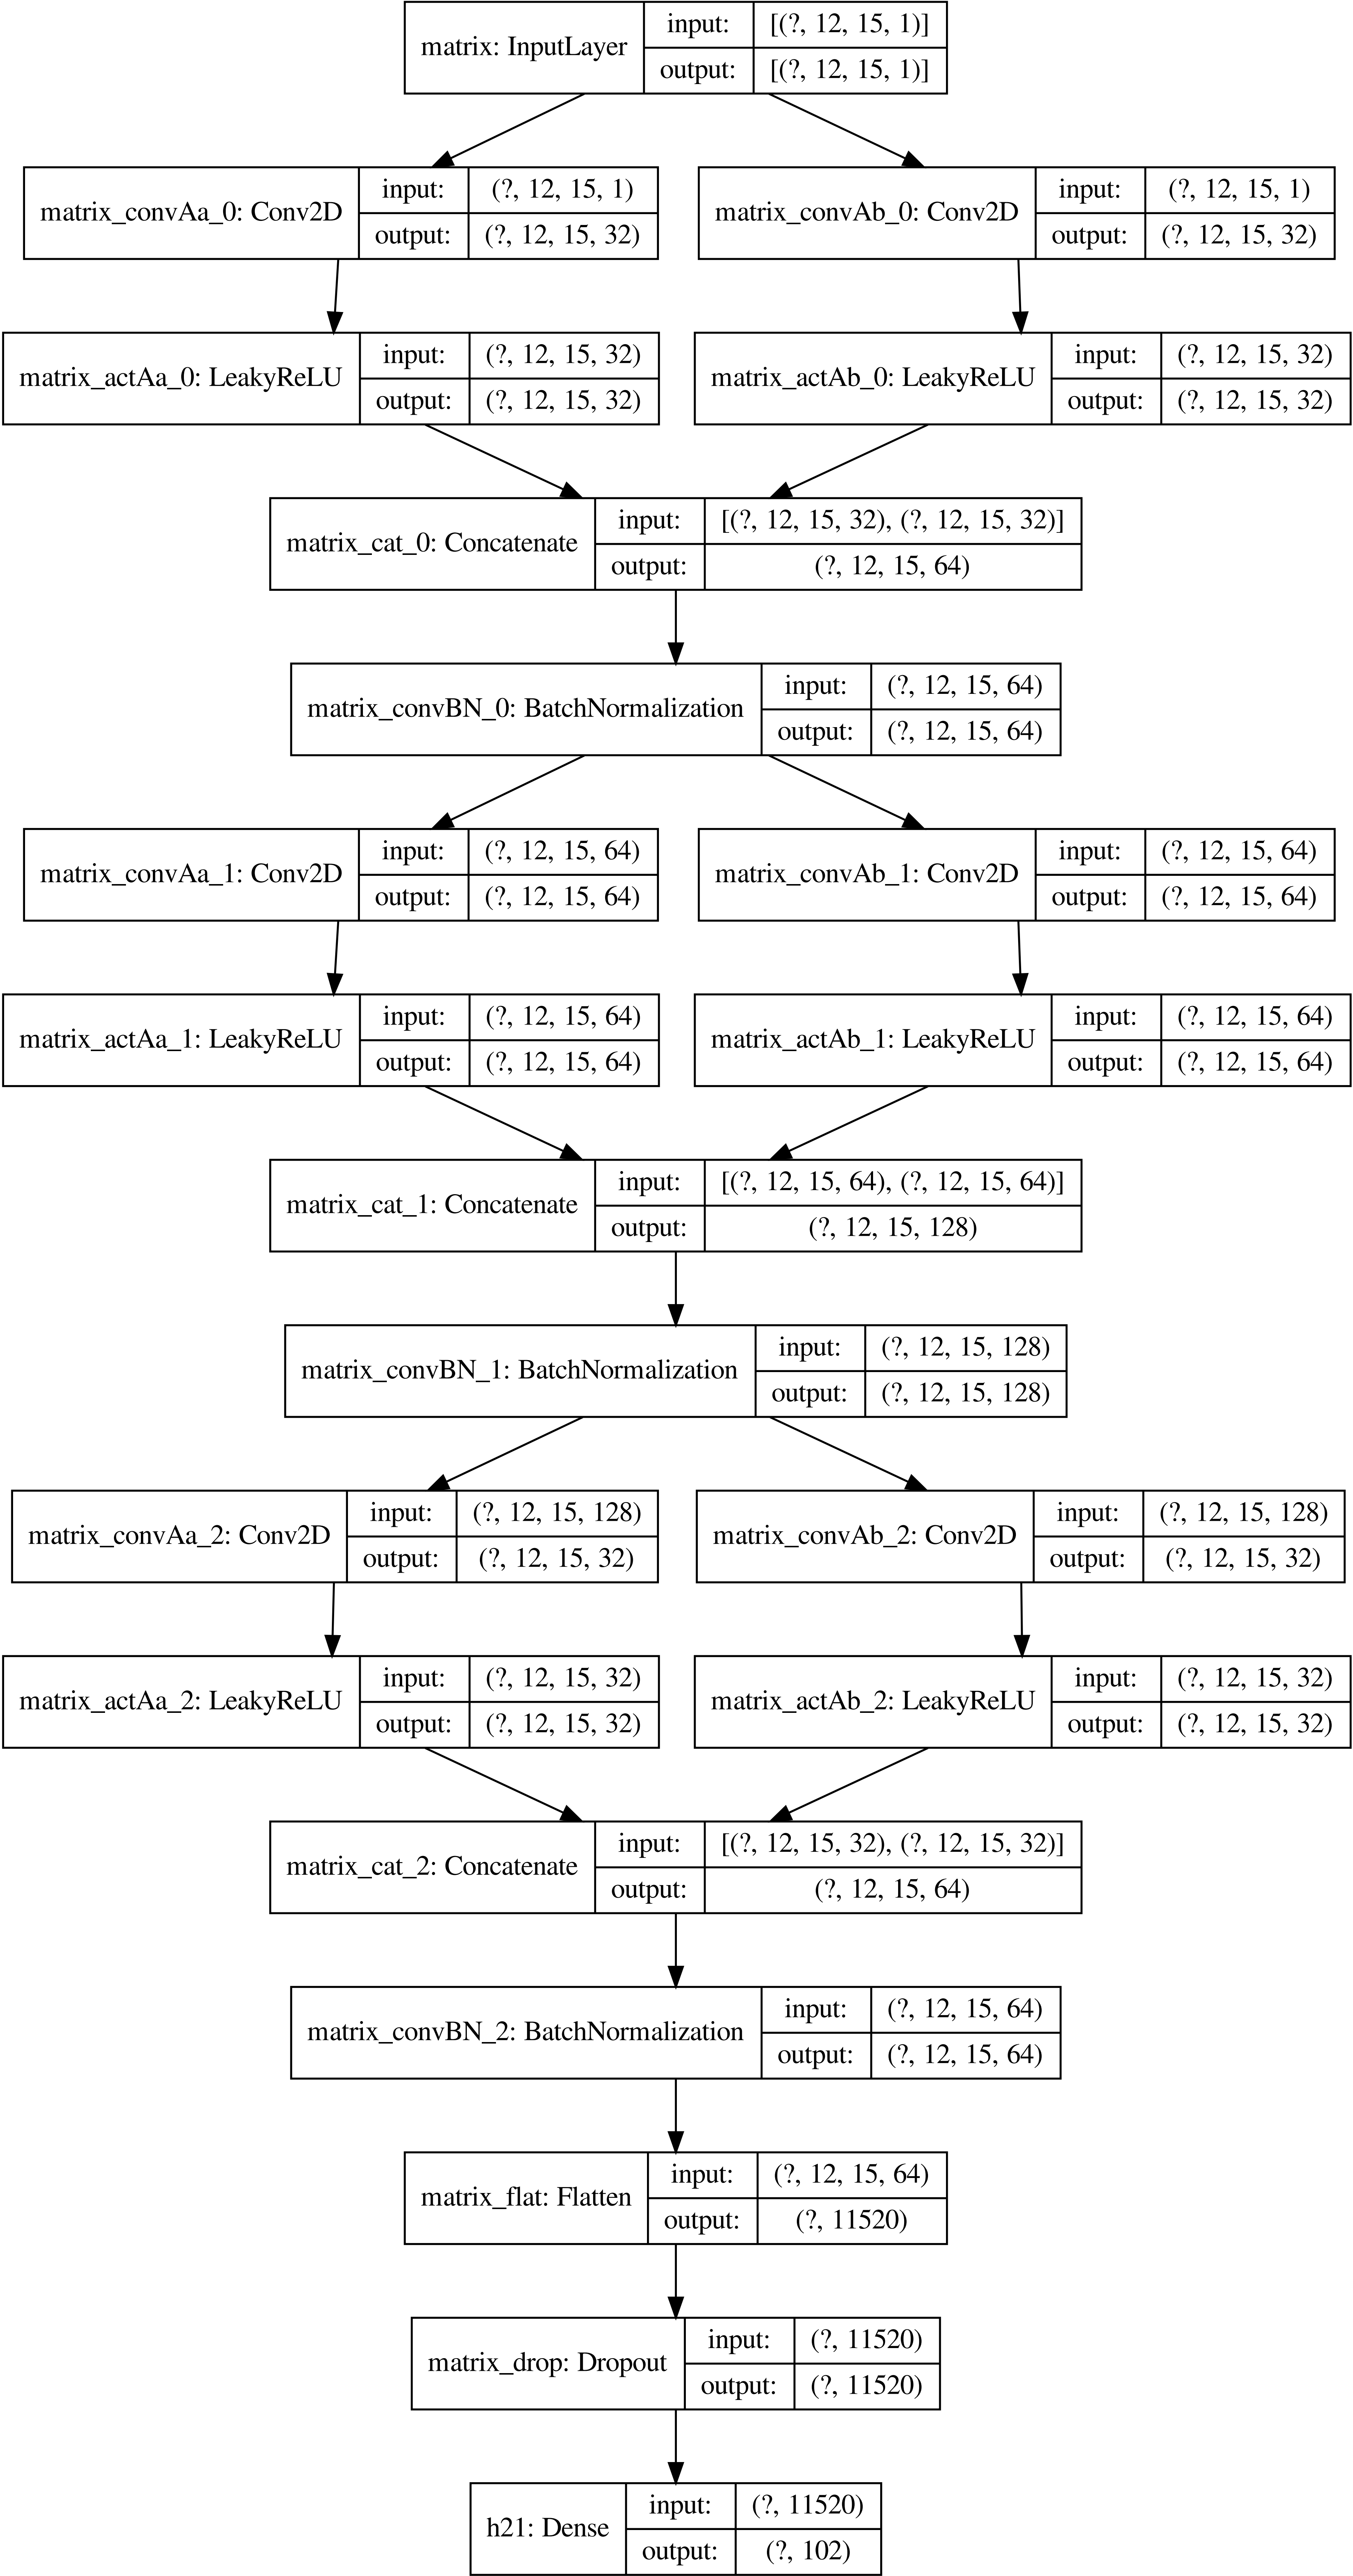 matrix: InputLayer
input: [(?, 12, 15, 1)]
output: [(?, 12, 15, 1)]
matrix_convAa_0: Conv2D
input: (?, 12, 15, 1)
output: (?, 12, 15, 32)
matrix_convAb_0: Conv2D
input: (?, 12, 15, 1)
output: (?, 12, 15, 32)
matrix_actAa_0: LeakyReLU
input: (?, 12, 15, 32)
output: (?, 12, 15, 32)
matrix_actAb_0: LeakyReLU
input: (?, 12, 15, 32)
output: (?, 12, 15, 32)
matrix_cat_0: Concatenate
input: [(?, 12, 15, 32), (?, 12, 15, 32)]
output: (?, 12, 15, 64)
matrix_convBN_0: BatchNormalization
input: (?, 12, 15, 64)
output: (?, 12, 15, 64)
matrix_convAa_1: Conv2D
input: (?, 12, 15, 64)
output: (?, 12, 15, 64)
matrix_convAb_1: Conv2D
input: (?, 12, 15, 64)
output: (?, 12, 15, 64)
matrix_actAa_1: LeakyReLU
input: (?, 12, 15, 64)
output: (?, 12, 15, 64)
matrix_actAb_1: LeakyReLU
input: (?, 12, 15, 64)
output: (?, 12, 15, 64)
matrix_cat_1: Concatenate
input: [(?, 12, 15, 64), (?, 12, 15, 64)]
output: (?, 12, 15, 128)
matrix_convBN_1: BatchNormalization
input: (?, 12, 15, 128)
output: (?, 12, 15, 128)
matrix_convAa_2: Conv2D
input: (?, 12, 15, 128)
output: (?, 12, 15, 32)
matrix_convAb_2: Conv2D
input: (?, 12, 15, 128)
output: (?, 12, 15, 32)
matrix_actAa_2: LeakyReLU
input: (?, 12, 15, 32)
output: (?, 12, 15, 32)
matrix_actAb_2: LeakyReLU
input: (?, 12, 15, 32)
output: (?, 12, 15, 32)
matrix_cat_2: Concatenate
input: [(?, 12, 15, 32), (?, 12, 15, 32)]
output: (?, 12, 15, 64)
matrix_convBN_2: BatchNormalization
input: (?, 12, 15, 64)
output: (?, 12, 15, 64)
matrix_flat: Flatten
input: (?, 12, 15, 64)
output: (?, 11520)
matrix_drop: Dropout
input: (?, 11520)
output: (?, 11520)
h21: Dense
input: (?, 11520)
output: (?, 102)